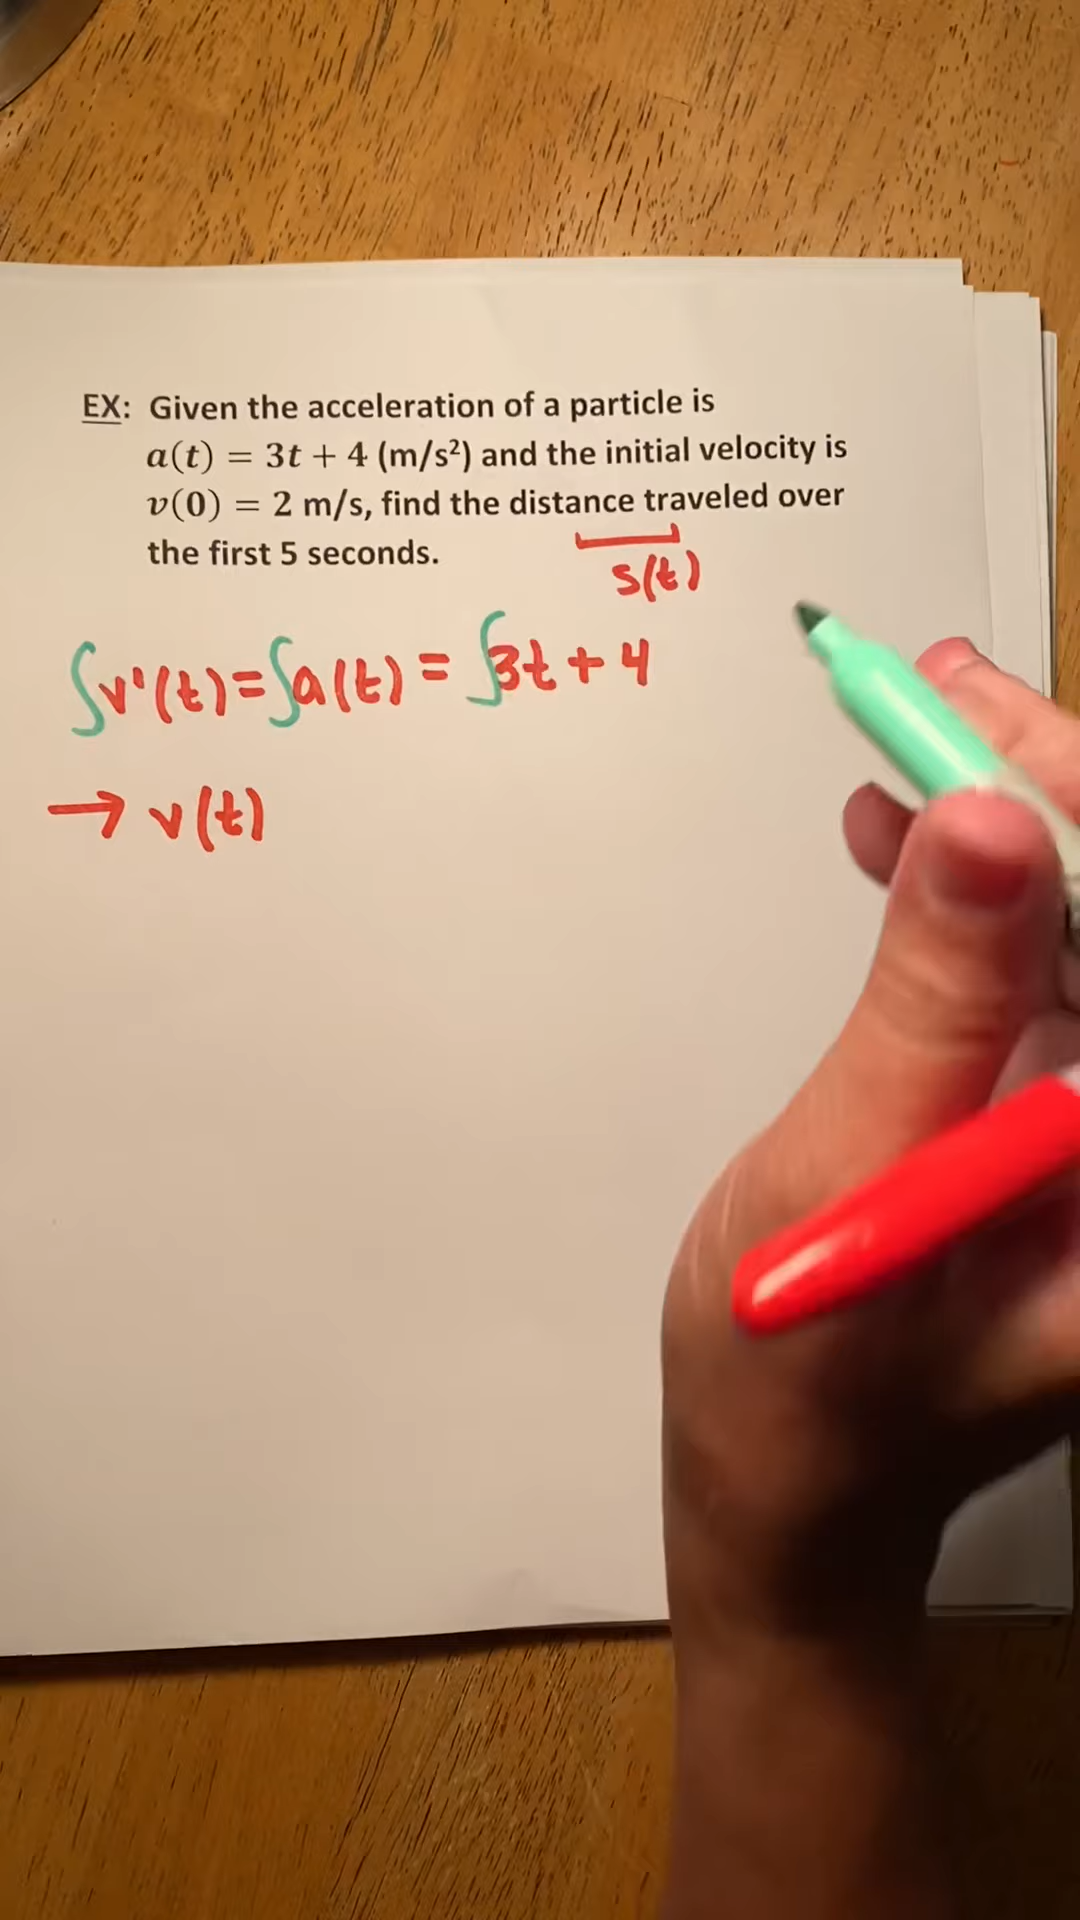 EX: Given the acceleration of a particle is
a(t) = 3t + 4 (m/s²) and the initial velocity is
v(0) = 2 m/s, find the distance traveled over
the first 5 seconds.
s(t)
∫v'(t) = ∫a(t) = ∫3t + 4
→ v(t)